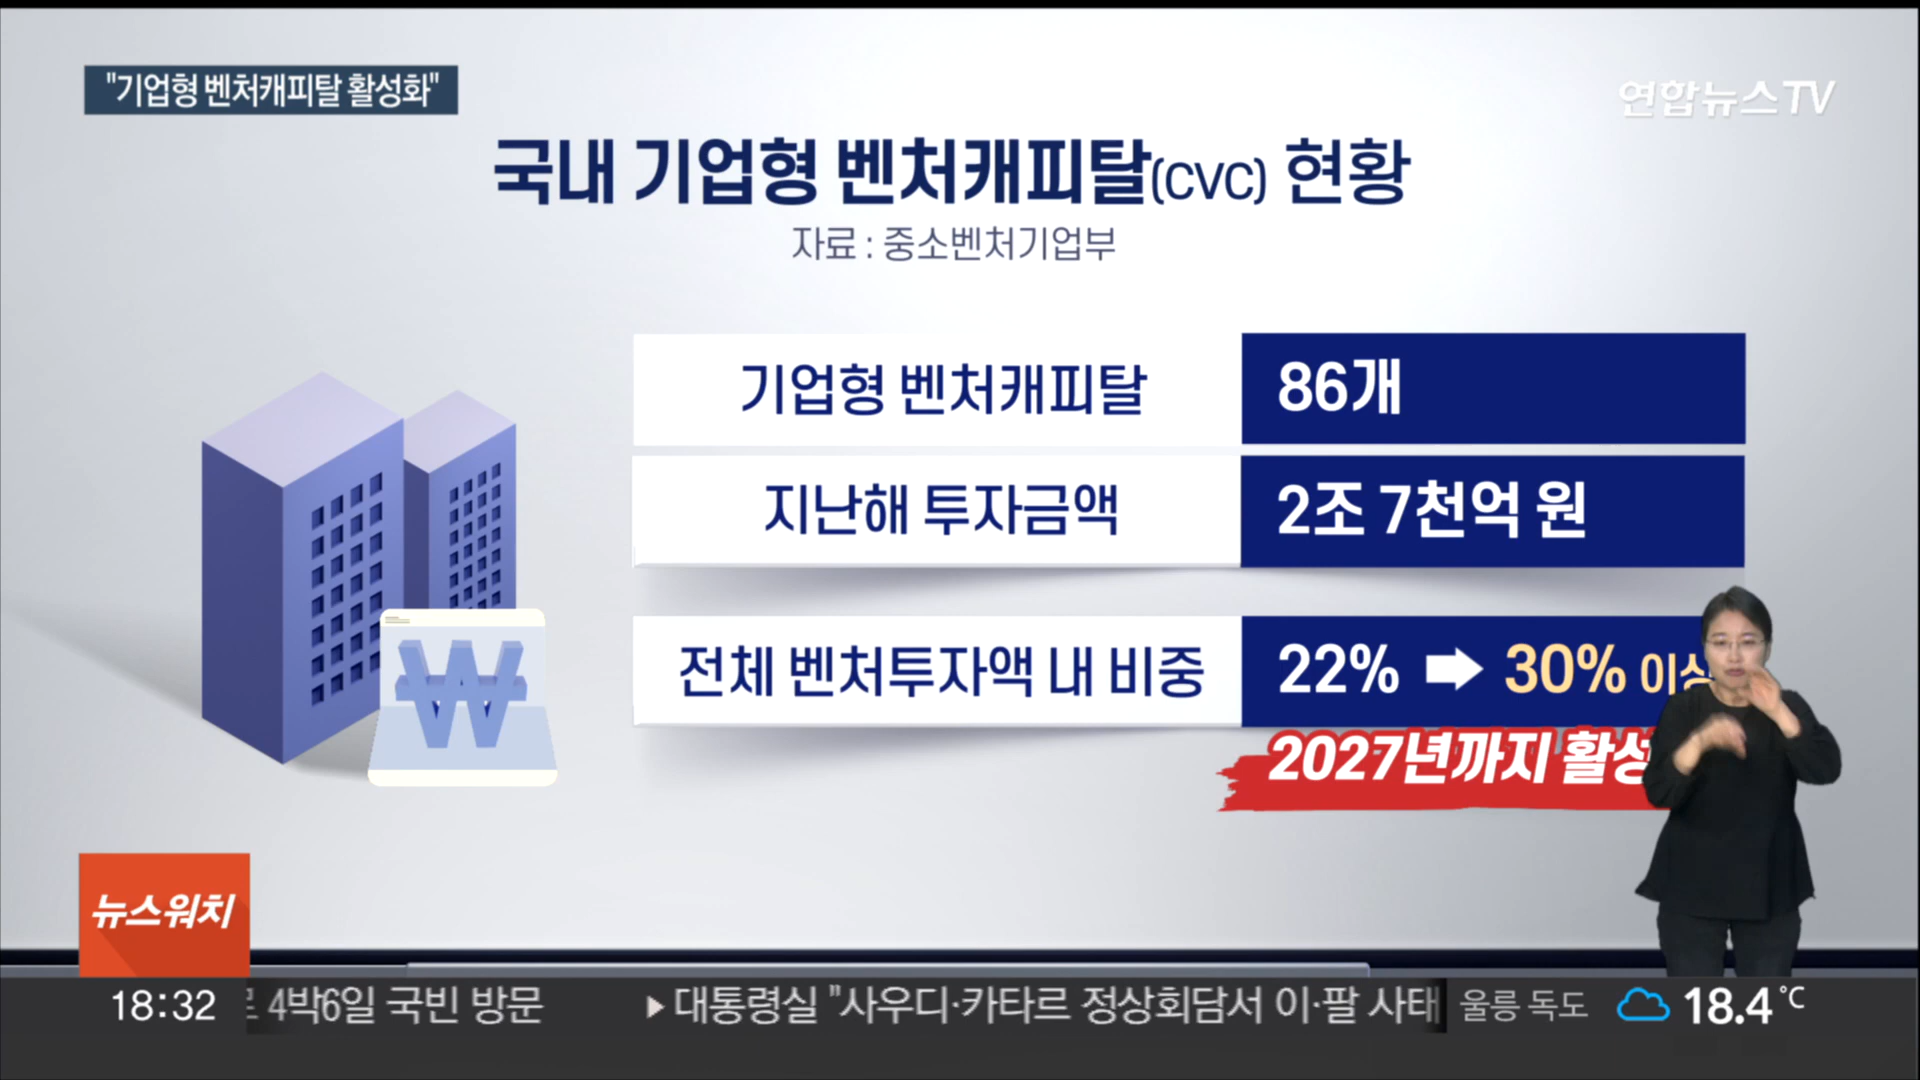 "기업형 벤처캐피탈 활성화"
연합뉴스TV
국내 기업형 벤처캐피탈(CVC) 현황
자료 : 중소벤처기업부
기업형 벤처캐피탈 86개
지난해 투자금액 2조 7천억 원
전체 벤처투자액 내 비중 22% ➡ 30%
2027년까지
뉴스워치
18:32 4박6일 국빈 방문 ▶대통령실 "사우디·카타르 정상회담서 이·팔 사태 울릉 독도 18.4℃